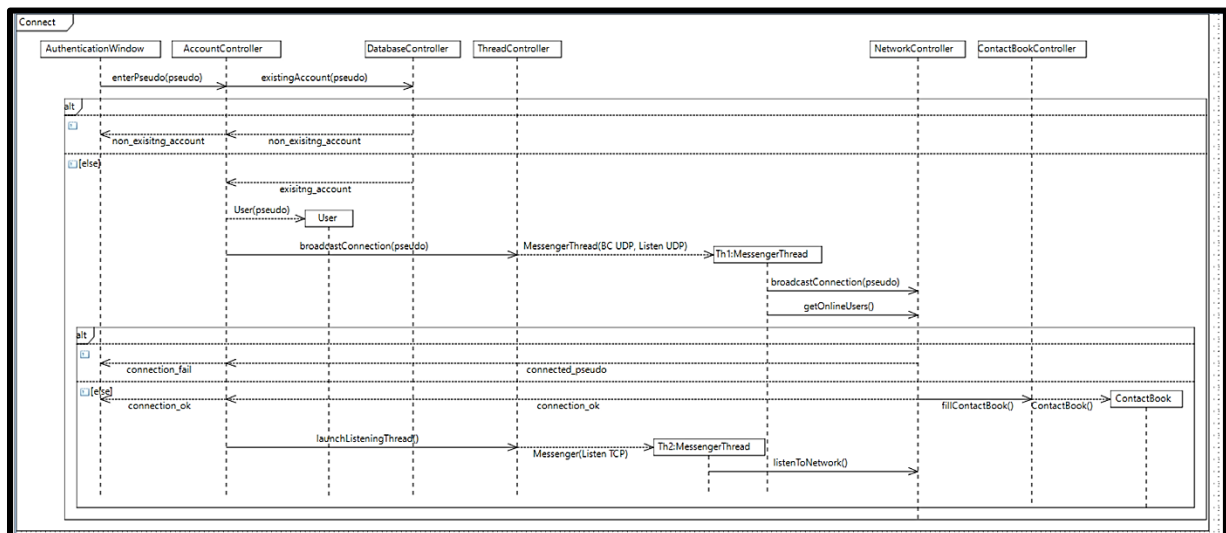 Connect
AuthenticationWindow
AccountController
DatabaseController
ThreadController
NetworkController
ContactBookController
enterPseudo(pseudo)
existingAccount(pseudo)
alt
non_exisitng_account
non_exisitng_account
[else]
exisitng_account
User(pseudo)
User
broadcastConnection(pseudo)
MessengerThread(BC UDP, Listen UDP)
Th1:MessengerThread
broadcastConnection(pseudo)
getOnlineUsers()
alt
connection_fail
connected_pseudo
[else]
connection_ok
connection_ok
fillContactBook()
ContactBook()
ContactBook
launchListeningThread()
Messenger(Listen TCP)
Th2:MessengerThread
listenToNetwork()